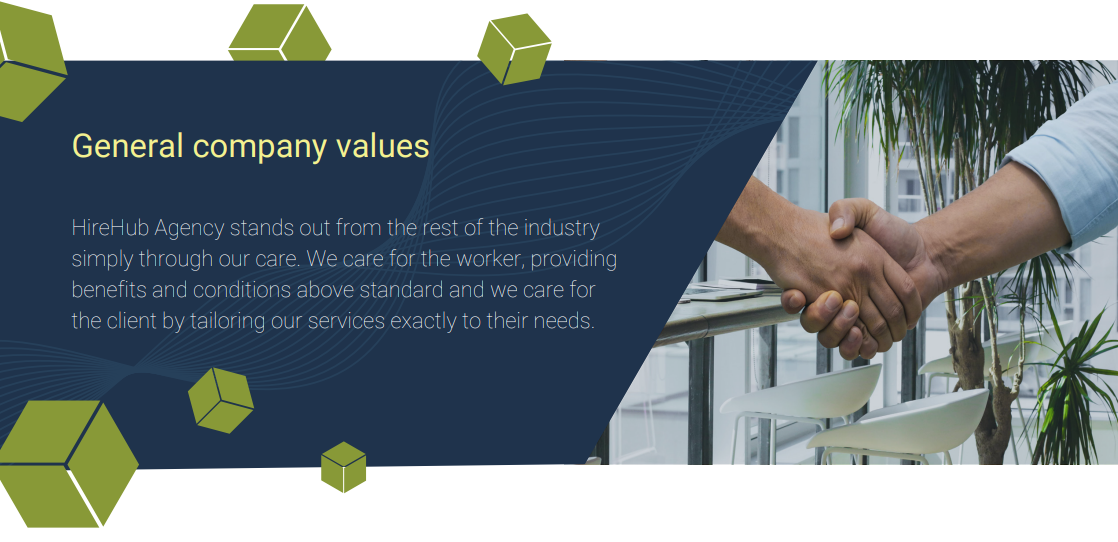 General company values
HireHub Agency stands out from the rest of the industry
simply through our care. We care for the worker, providing
benefits and conditions above standard and we care for
the client by tailoring our services exactly to their needs.